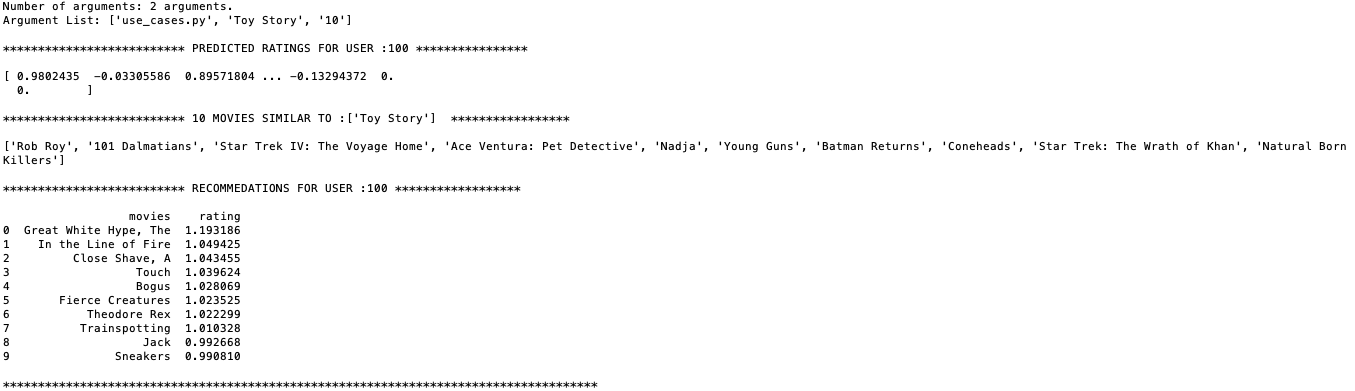 Number of arguments: 2 arguments.
Argument List: ['use_cases.py', 'Toy Story', '10']
************************** PREDICTED RATINGS FOR USER :100 ****************
[ 0.9802435  -0.03305586  0.89571804 ... -0.13294372  0.
  0.        ]
************************** 10 MOVIES SIMILAR TO :['Toy Story']  *****************
['Rob Roy', '101 Dalmatians', 'Star Trek IV: The Voyage Home', 'Ace Ventura: Pet Detective', 'Nadja', 'Young Guns', 'Batman Returns', 'Coneheads', 'Star Trek: The Wrath of Khan', 'Natural Born
Killers']
************************** RECOMMEDATIONS FOR USER :100 ******************
                  movies    rating
0  Great White Hype, The  1.193186
1    In the Line of Fire  1.049425
2         Close Shave, A  1.043455
3                  Touch  1.039624
4                  Bogus  1.028069
5       Fierce Creatures  1.023525
6           Theodore Rex  1.022299
7          Trainspotting  1.010328
8                   Jack  0.992668
9               Sneakers  0.990810
*************************************************************************************